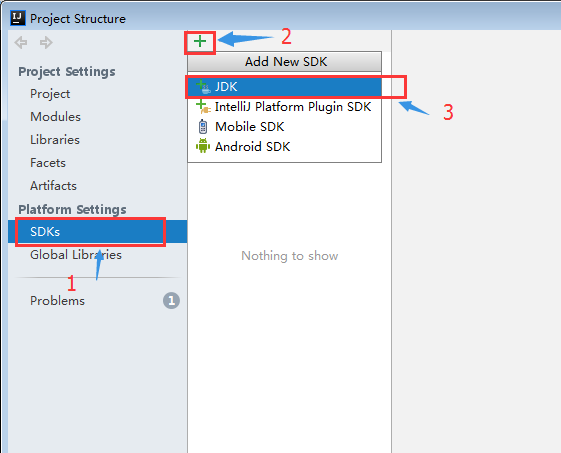 IJ Project Structure
Project Settings
Project
Modules
Libraries
Facets
Artifacts
Platform Settings
SDKs
Global Libraries
1
Problems 1
2
Add New SDK
JDK
IntelliJ Platform Plugin SDK
3
Mobile SDK
Android SDK
Nothing to show